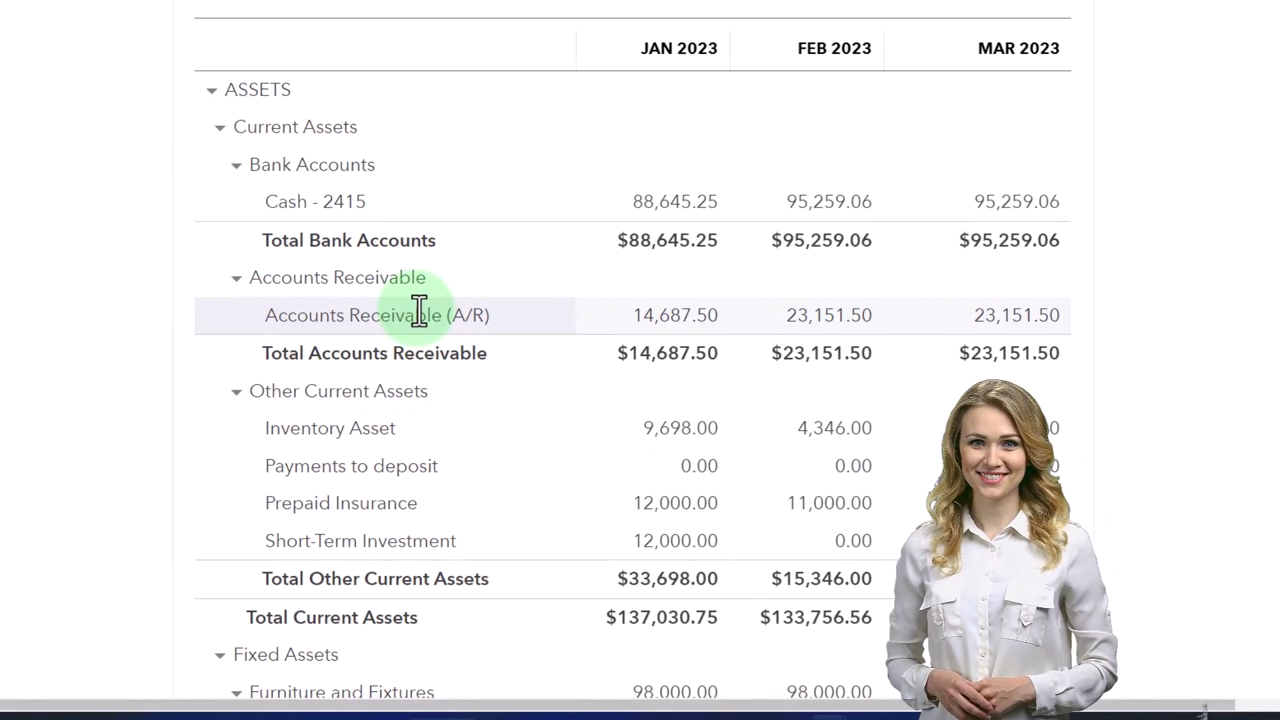 JAN 2023 FEB 2023 MAR 2023
ASSETS
Current Assets
Bank Accounts
Cash - 2415 88,645.25 95,259.06 95,259.06
Total Bank Accounts $88,645.25 $95,259.06 $95,259.06
Accounts Receivable
Accounts Receivable (A/R) 14,687.50 23,151.50 23,151.50
Total Accounts Receivable $14,687.50 $23,151.50 $23,151.50
Other Current Assets
Inventory Asset 9,698.00 4,346.00
Payments to deposit 0.00 0.00
Prepaid Insurance 12,000.00 11,000.00
Short-Term Investment 12,000.00 0.00
Total Other Current Assets $33,698.00 $15,346.00
Total Current Assets $137,030.75 $133,756.56
Fixed Assets
Furniture and Fixtures 98,000.00 98,000.00